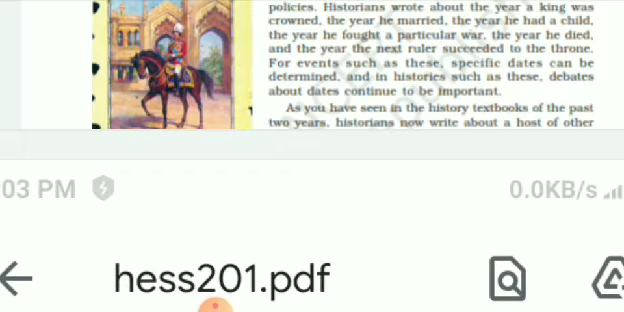 policies. Historians wrote about the year a king was
crowned, the year he married, the year he had a child,
the year he fought a particular war, the year he died,
and the year the next ruler succeeded to the throne.
For events such as these, specific dates can be
determined, and in histories such as these, debates
about dates continue to be important.
As you have seen in the history textbooks of the past
two years, historians now write about a host of other
03 PM
0.0KB/s
hess201.pdf